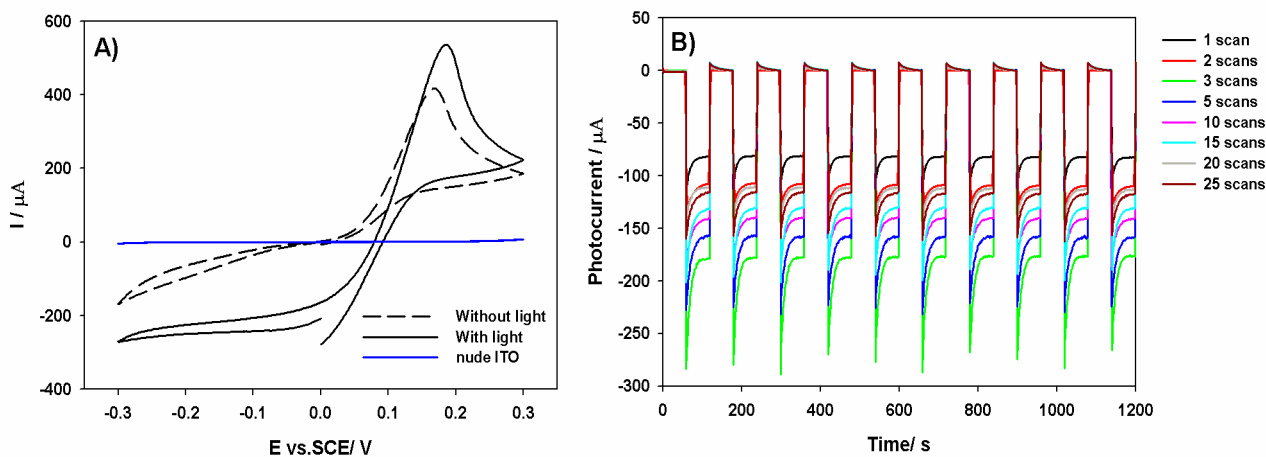 A)
I / µA
600
400
200
0
-200
-400
-0.3
-0.2
-0.1
0.0
0.1
0.2
0.3
E vs.SCE/ V
Without light
With light
nude ITO
B)
Photocurrent / µA
50
0
-50
-100
-150
-200
-250
-300
0
200
400
600
800
1000
1200
Time/ s
1 scan
2 scans
3 scans
5 scans
10 scans
15 scans
20 scans
25 scans